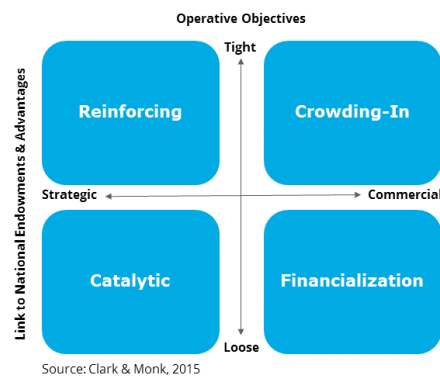 Operative Objectives
Link to National Endowments & Advantages
Tight
Reinforcing
Crowding-In
Strategic
Commercial
Catalytic
Financialization
Loose
Source: Clark & Monk, 2015